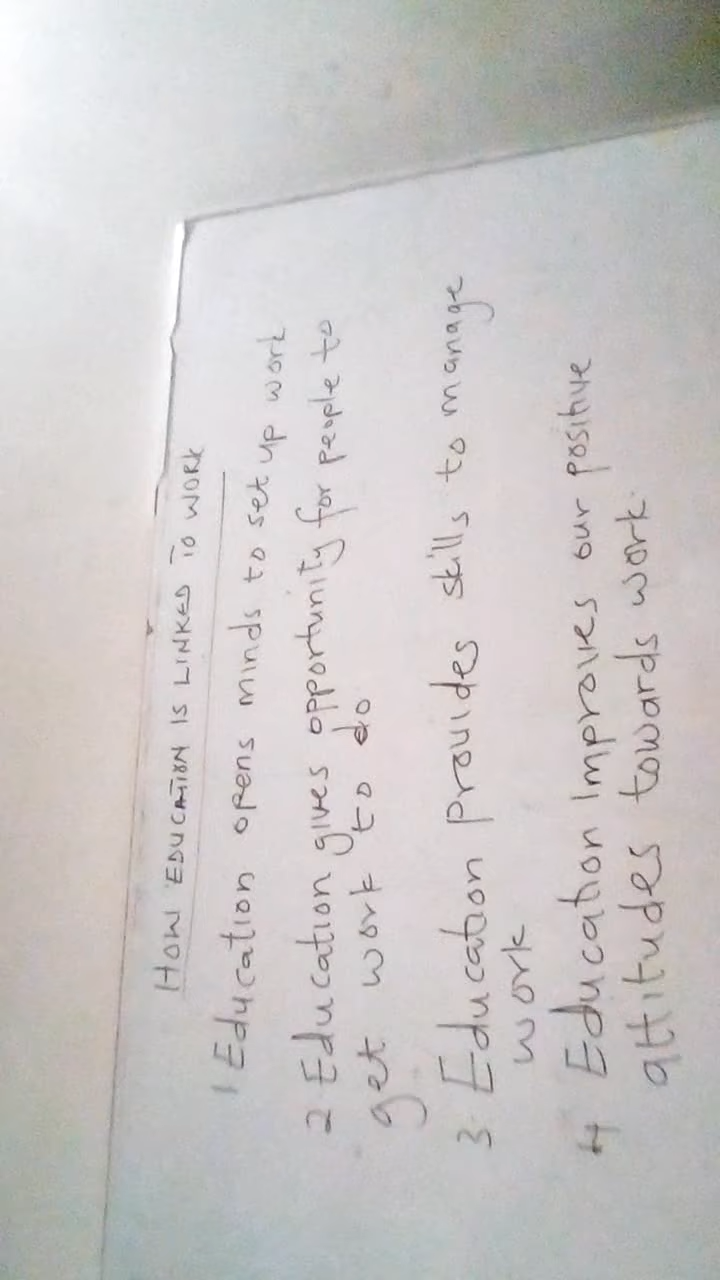 HOW EDUCATION IS LINKED TO WORK
1 Education opens minds to set up work
2 Education gives opportunity for people to
get work to do
3. Education provides skills to manage
work
4 Education Improves our positive
attitudes towards work.